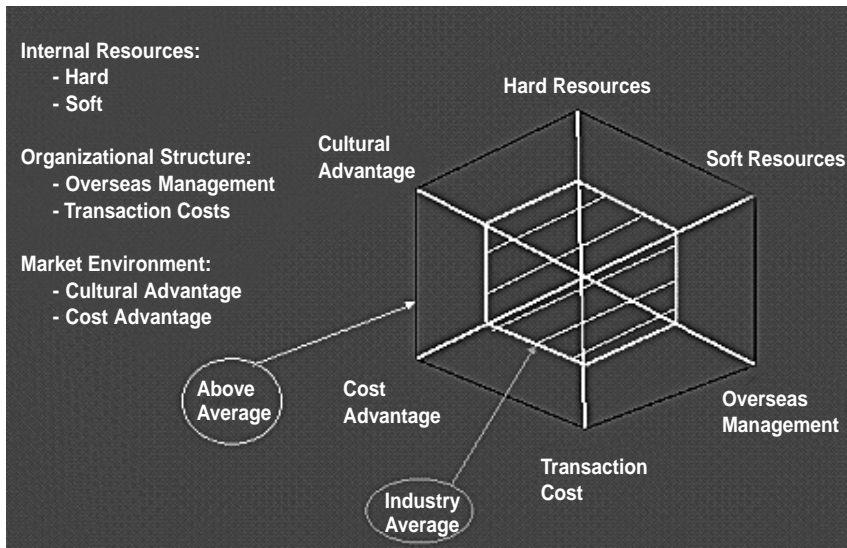 Internal Resources:
- Hard
- Soft
Organizational Structure:
- Overseas Management
- Transaction Costs
Market Environment:
- Cultural Advantage
- Cost Advantage
Hard Resources
Cultural
Advantage
Soft Resources
Above
Average
Cost
Advantage
Overseas
Management
Transaction
Cost
Industry
Average